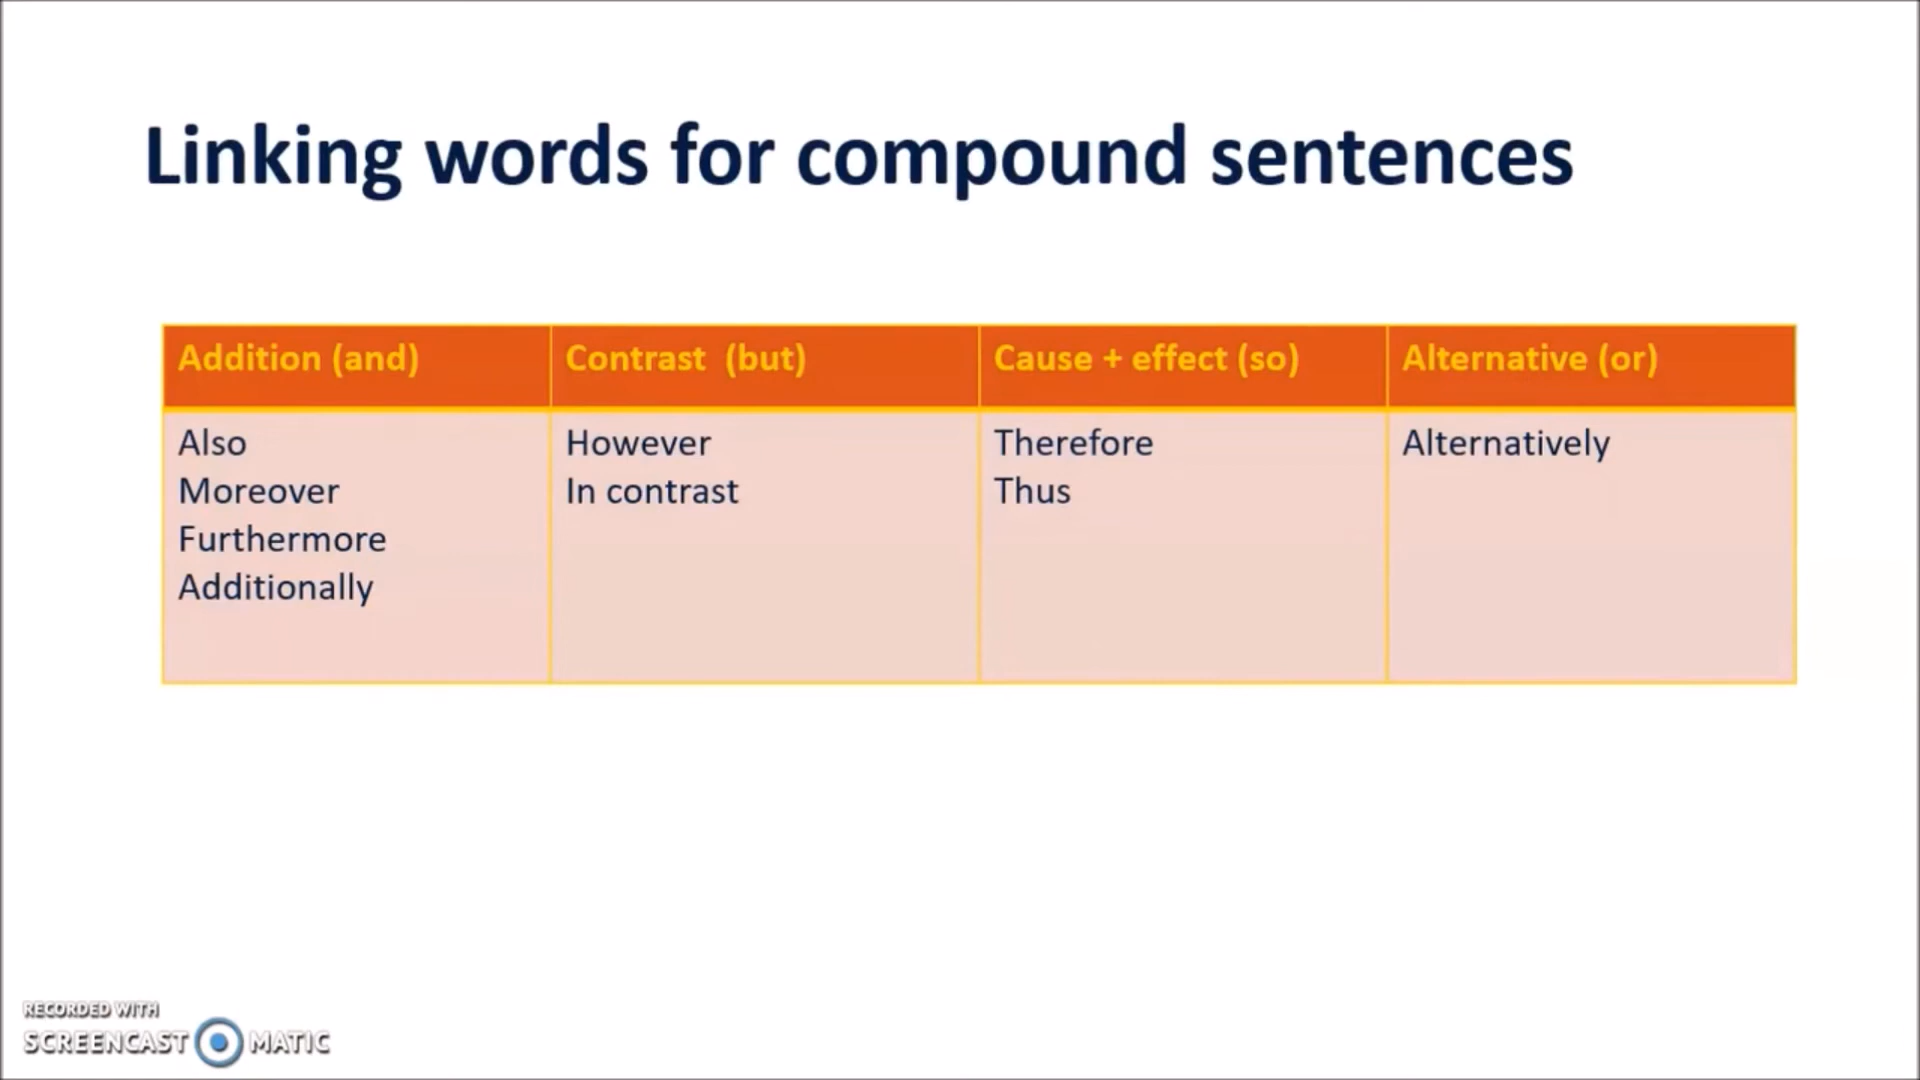 Linking words for compound sentences
Addition (and)
Contrast (but)
Cause + effect (so)
Alternative (or)
Also
Moreover
Furthermore
Additionally
However
In contrast
Therefore
Thus
Alternatively
RECORDED WITH
SCREENCAST MATIC